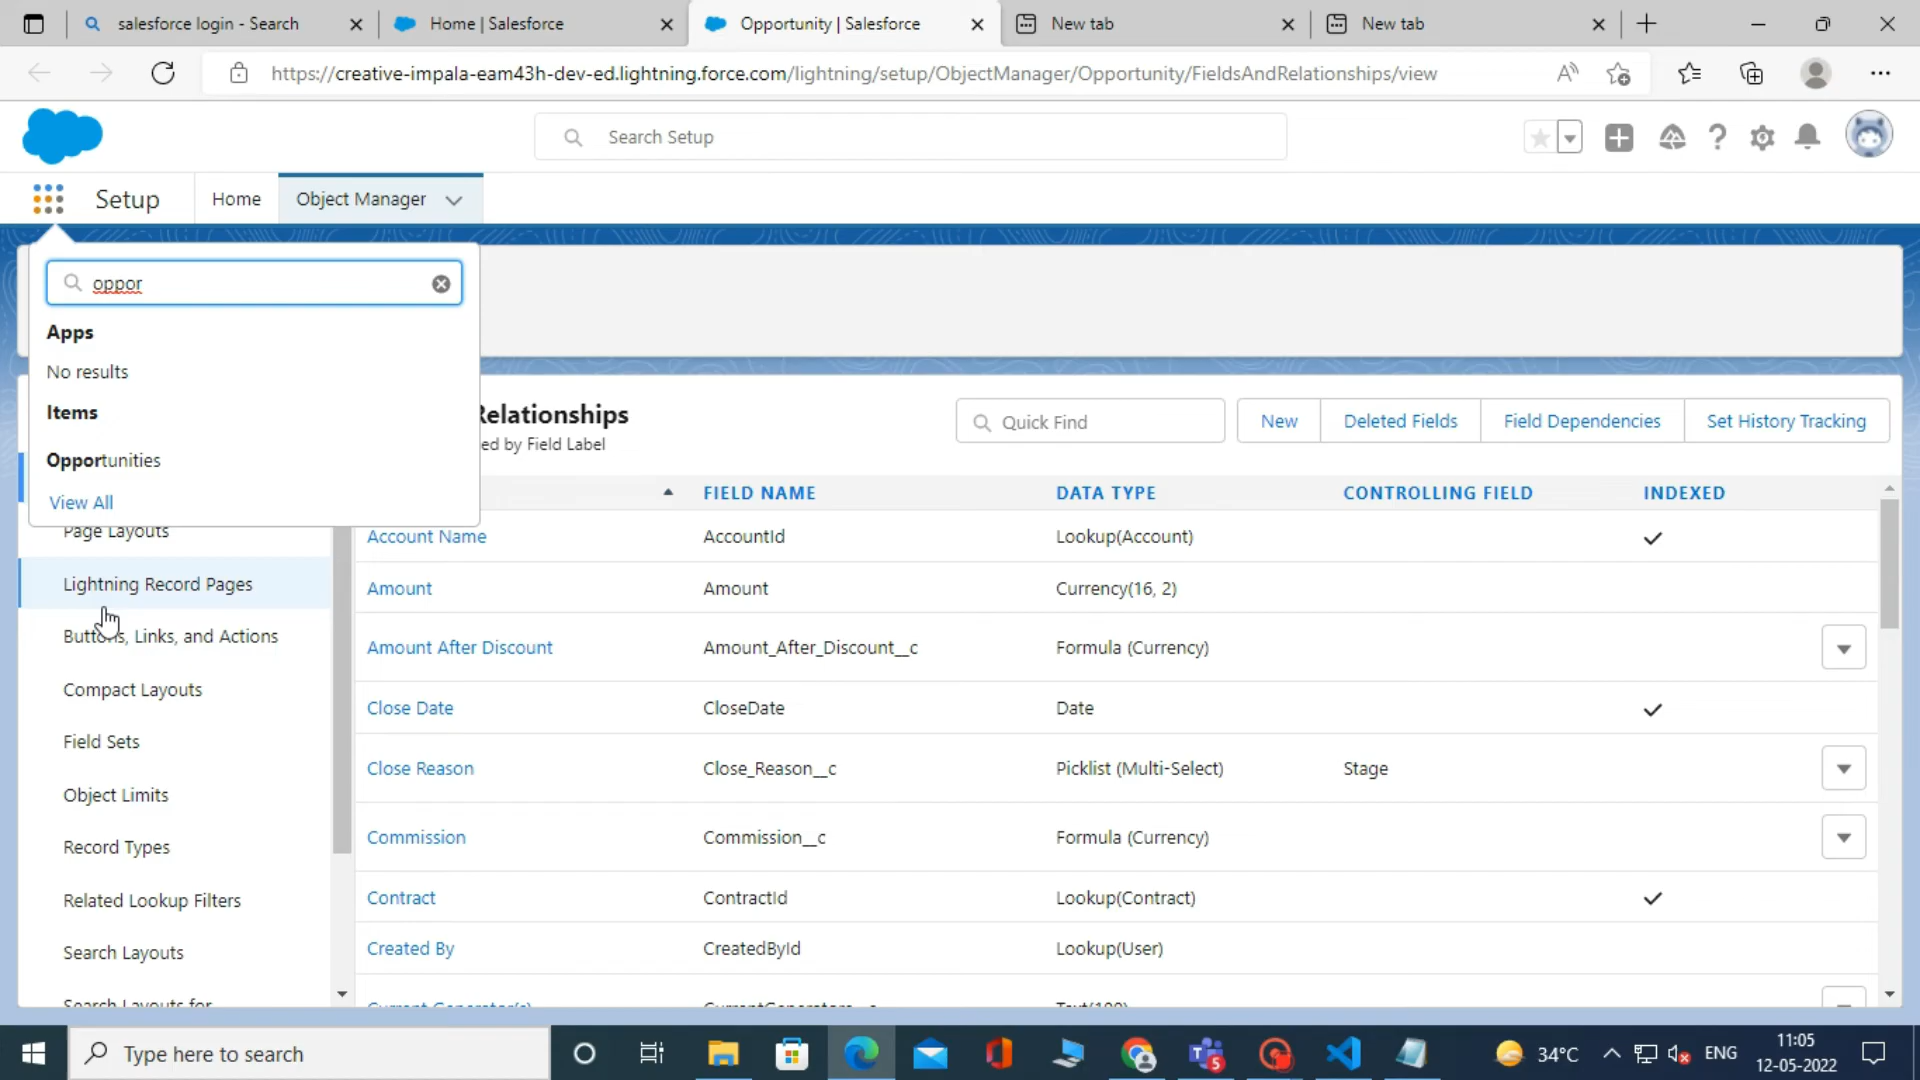 salesforce login - Search
Home | Salesforce
Opportunity | Salesforce
New tab
New tab
https://creative-impala-eam43h-dev-ed.lightning.force.com/lightning/setup/ObjectManager/Opportunity/FieldsAndRelationships/view
Search Setup
Setup
Home
Object Manager
oppor
Apps
No results
Items
Opportunities
View All
Relationships
ed by Field Label
Quick Find
New
Deleted Fields
Field Dependencies
Set History Tracking
FIELD NAME
DATA TYPE
CONTROLLING FIELD
INDEXED
Page Layouts
Lightning Record Pages
Buttons, Links, and Actions
Compact Layouts
Field Sets
Object Limits
Record Types
Related Lookup Filters
Search Layouts
Search Layouts for
Account Name AccountId Lookup(Account)
Amount Amount Currency(16, 2)
Amount After Discount Amount_After_Discount__c Formula (Currency)
Close Date CloseDate Date
Close Reason Close_Reason__c Picklist (Multi-Select) Stage
Commission Commission__c Formula (Currency)
Contract ContractId Lookup(Contract)
Created By CreatedById Lookup(User)
Current Generator(s) CurrentGenerators__c Text(100)
Type here to search
5
34°C
ENG
11:05
12-05-2022